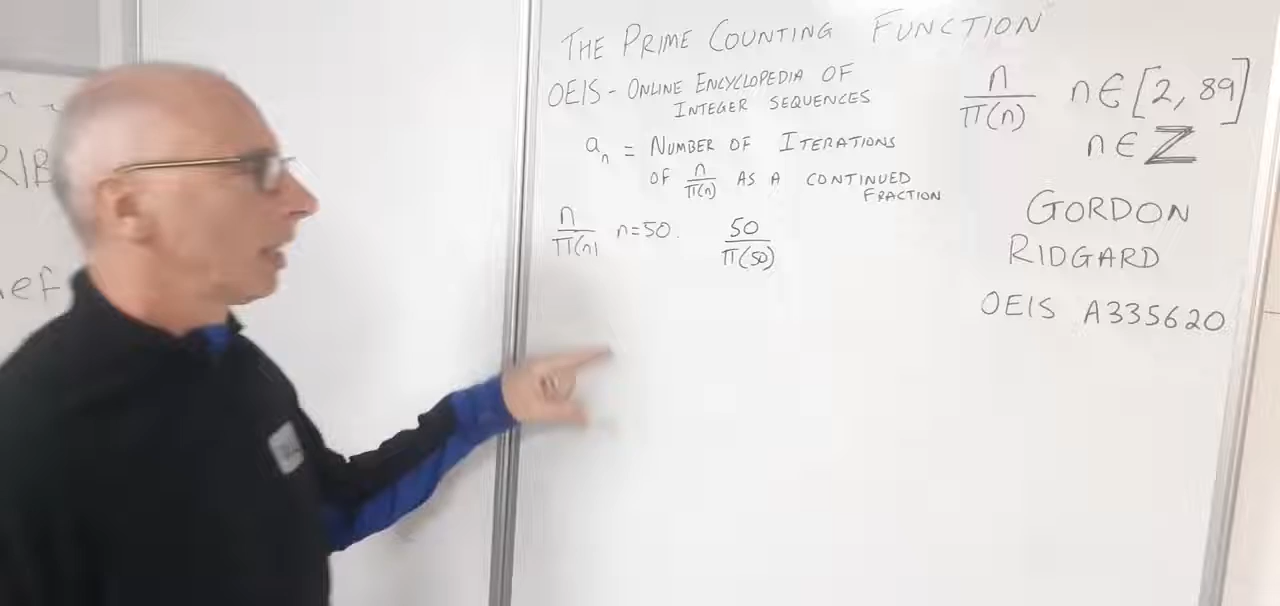 THE PRIME COUNTING FUNCTION
OEIS - ONLINE ENCYCLOPEDIA OF
INTEGER SEQUENCES
aₙ = NUMBER OF ITERATIONS
OF n/π(n) AS A CONTINUED
FRACTION
n/π(n) n=50. 50/π(50)
n/π(n) n∈[2, 89]
n∈ℤ
GORDON
RIDGARD
OEIS A335620
RIB
ef